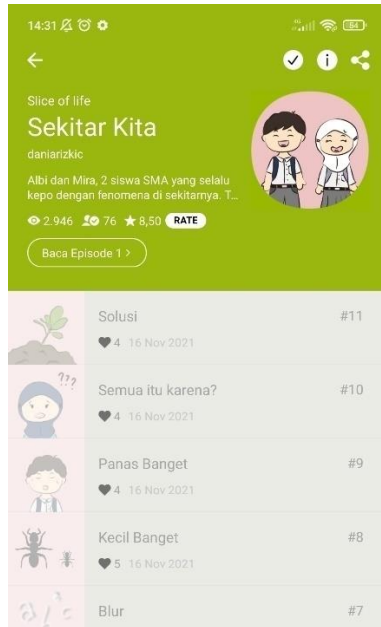 14:31
4G
84
Slice of life
Sekitar Kita
daniarizkic
Albi dan Mira, 2 siswa SMA yang selalu
kepo dengan fenomena di sekitarnya. T...
2.946 76 8,50 RATE
Baca Episode 1 >
Solusi #11
4 16 Nov 2021
???
Semua itu karena? #10
4 16 Nov 2021
Panas Banget #9
4 16 Nov 2021
Kecil Banget #8
5 16 Nov 2021
Blur #7